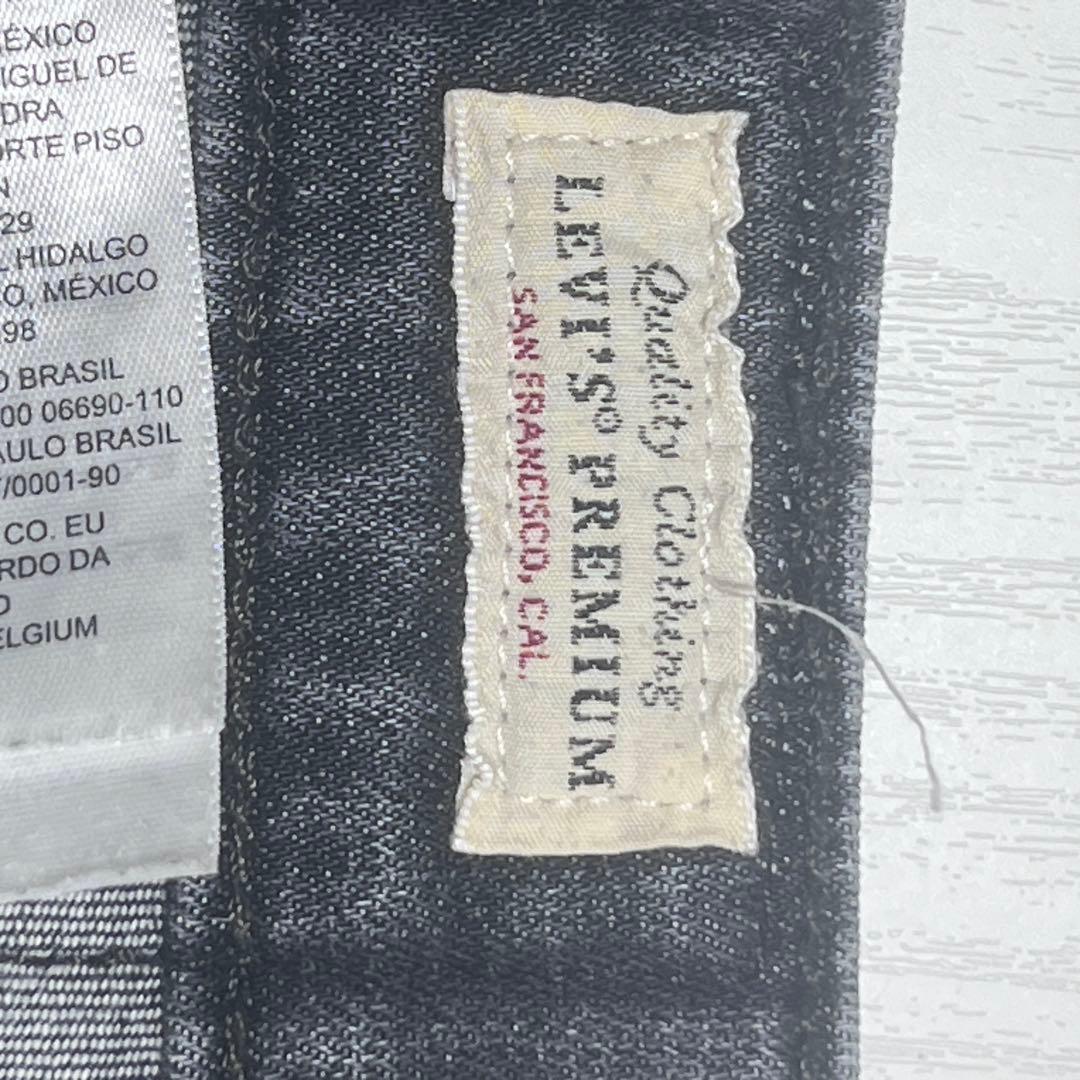 ÉXICO
IGUEL DE
DRA
ORTE PISO
N
29
L HIDALGO
O, MÉXICO
98
O BRASIL
00 06690-110
AULO BRASIL
/0001-90
CO. EU
RDO DA
O
ELGIUM
Quality Clothing
LEVI'S® PREMIUM
SAN FRANCISCO, CAL.